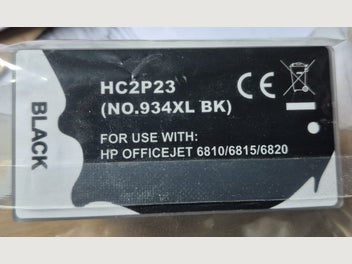 BLACK
HC2P23
(NO.934XL BK)
FOR USE WITH:
HP OFFICEJET 6810/6815/6820
CE